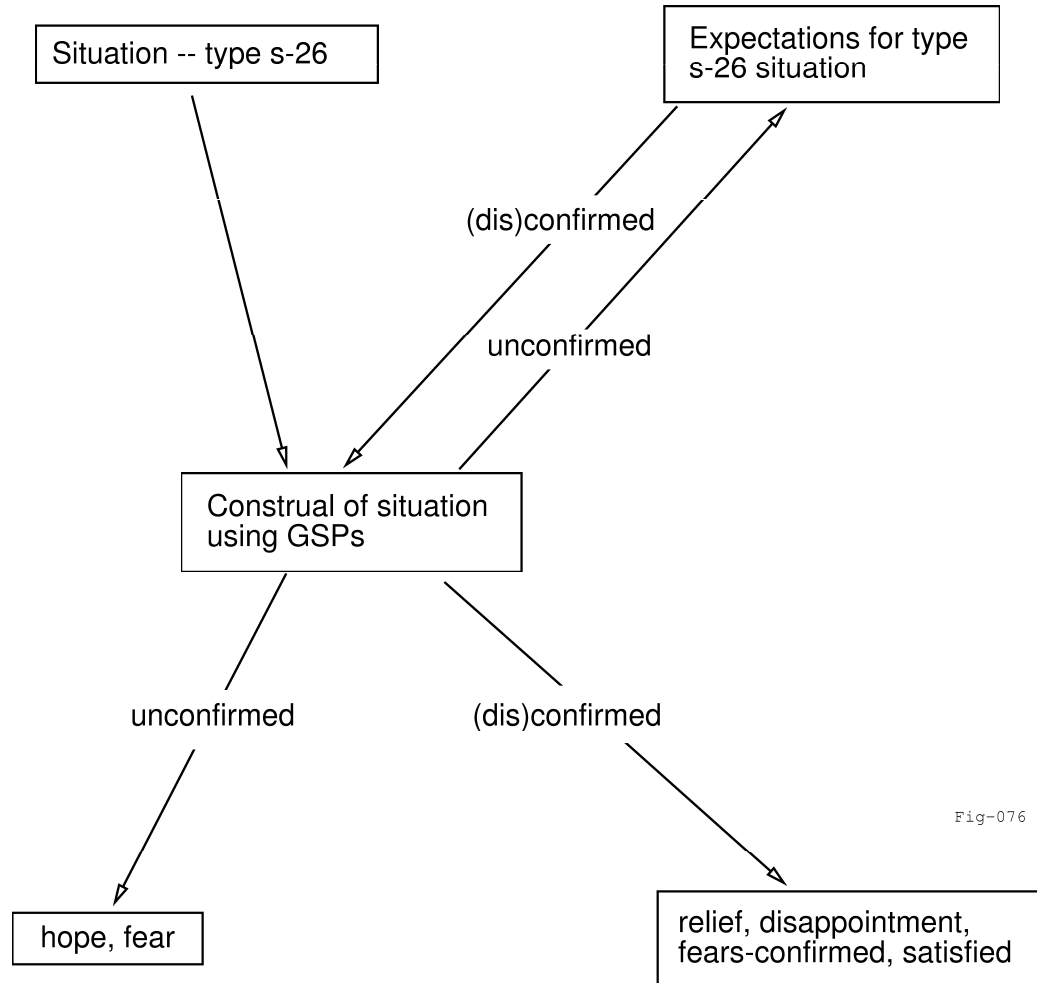 Situation -- type s-26
Expectations for type
s-26 situation
(dis)confirmed
unconfirmed
Construal of situation
using GSPs
unconfirmed
(dis)confirmed
Fig-076
hope, fear
relief, disappointment,
fears-confirmed, satisfied